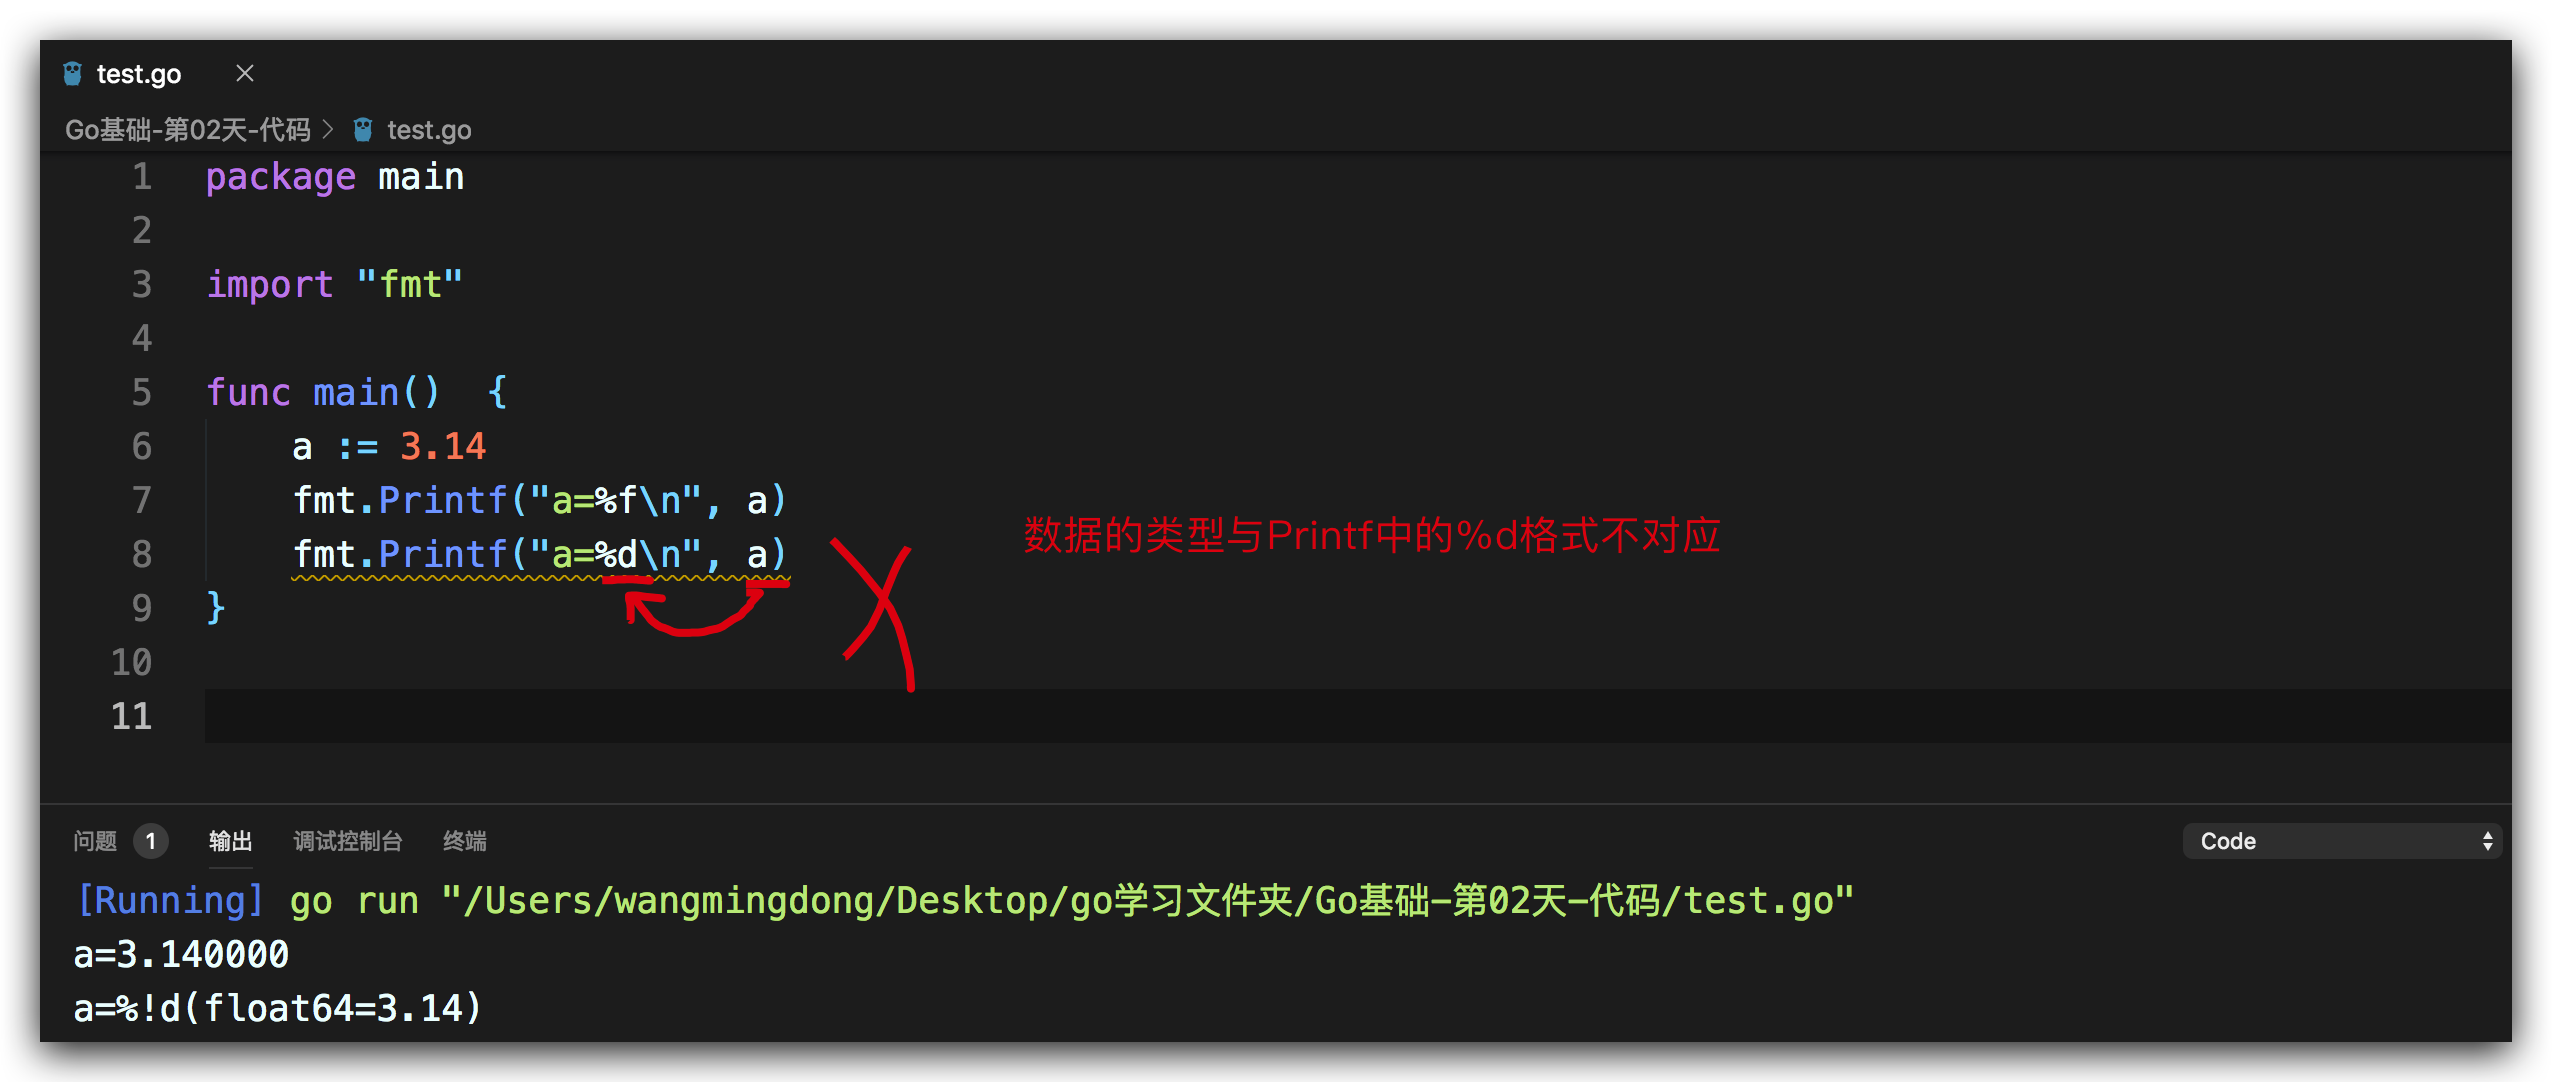 test.go
Go基础-第02天-代码 > test.go
1 package main
2
3 import "fmt"
4
5 func main()  {
6     a := 3.14
7     fmt.Printf("a=%f\n", a)
8     fmt.Printf("a=%d\n", a)
数据的类型与Printf中的%d格式不对应
9 }
10
11
问题 1 输出 调试控制台 终端 Code
[Running] go run "/Users/wangmingdong/Desktop/go学习文件夹/Go基础-第02天-代码/test.go"
a=3.140000
a=%!d(float64=3.14)